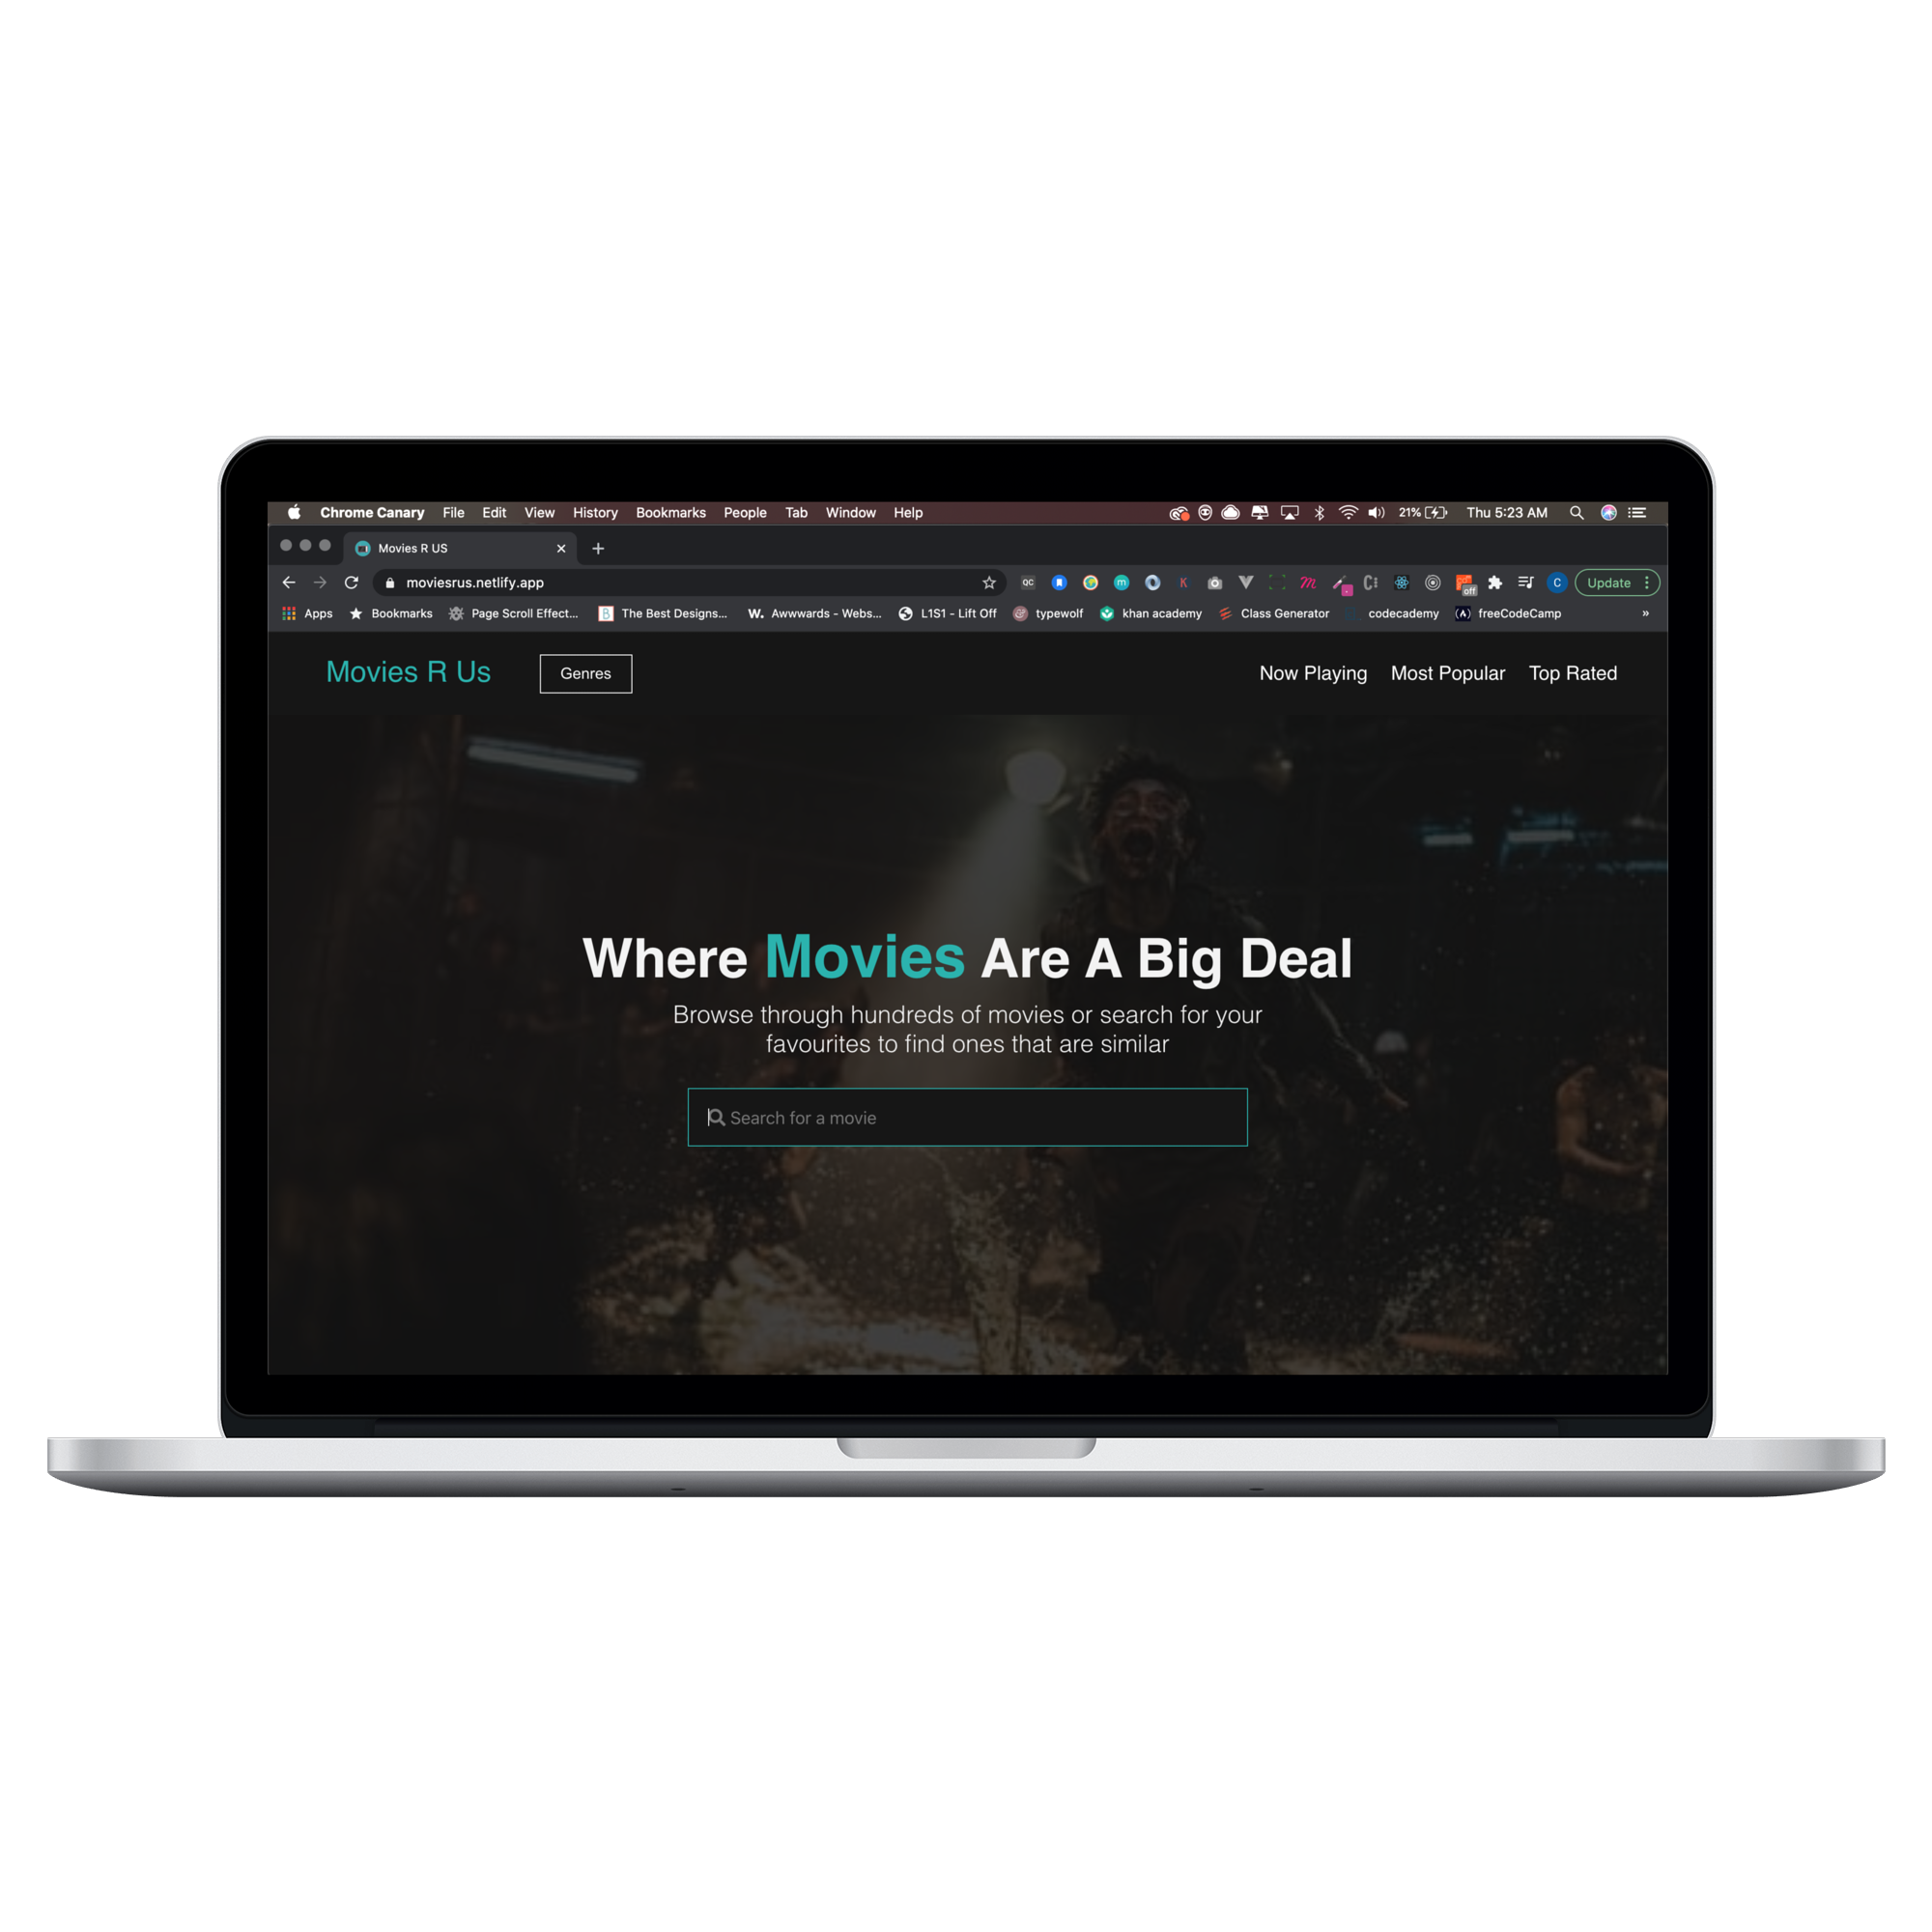 Chrome Canary File Edit View History Bookmarks People Tab Window Help 21% Thu 5:23 AM
Movies R US
moviesrus.netlify.app QC m K off C Update
Apps Bookmarks Page Scroll Effect... B The Best Designs... W. Awwwards - Webs... L1S1 - Lift Off typewolf khan academy Class Generator codecademy freeCodeCamp »
Movies R Us Genres Now Playing Most Popular Top Rated
Where Movies Are A Big Deal
Browse through hundreds of movies or search for your
favourites to find ones that are similar
Search for a movie